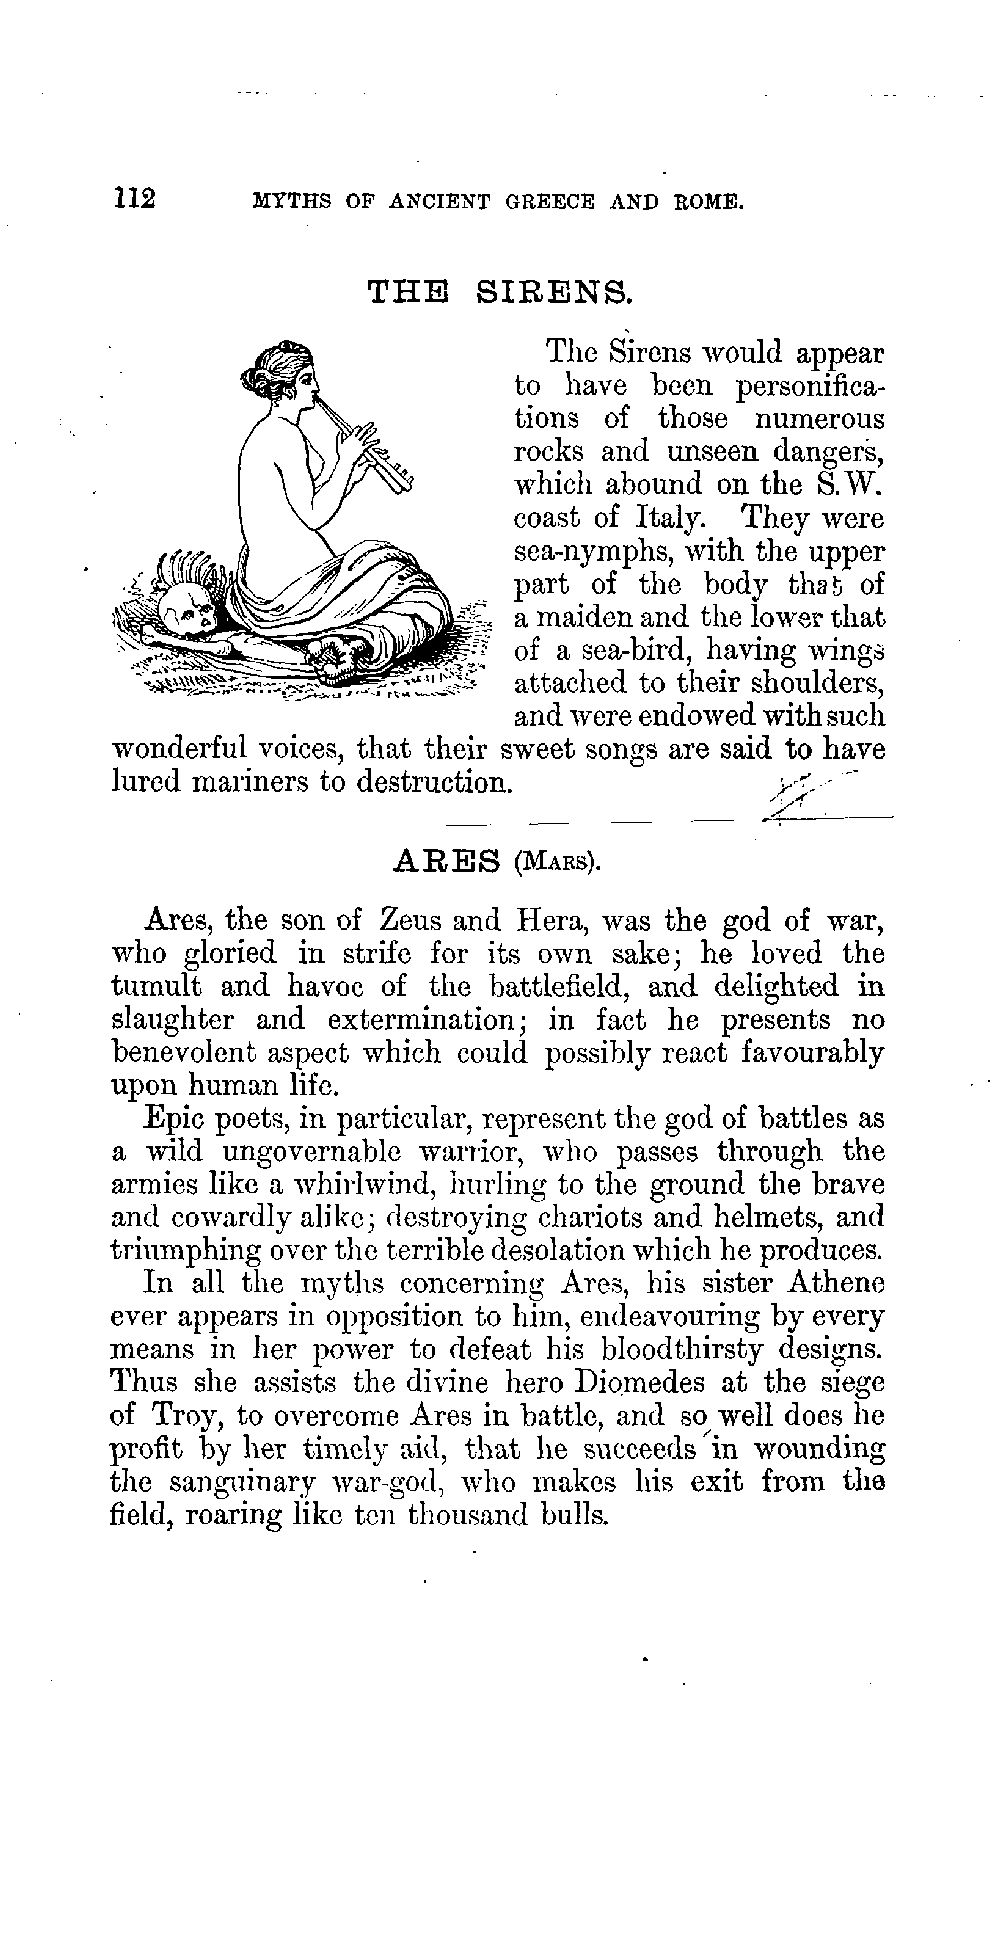 112 MYTHS OF ANCIENT GREECE AND ROME.
THE SIRENS.
The Sirens would appear
to have been personifica-
tions of those numerous
rocks and unseen dangers,
which abound on the S.W.
coast of Italy. They were
sea-nymphs, with the upper
part of the body that of
a maiden and the lower that
of a sea-bird, having wings
attached to their shoulders,
and were endowed with such
wonderful voices, that their sweet songs are said to have
lured mariners to destruction.
ARES (MARS).
Ares, the son of Zeus and Hera, was the god of war,
who gloried in strife for its own sake; he loved the
tumult and havoc of the battlefield, and delighted in
slaughter and extermination; in fact he presents no
benevolent aspect which could possibly react favourably
upon human life.
Epic poets, in particular, represent the god of battles as
a wild ungovernable warrior, who passes through the
armies like a whirlwind, hurling to the ground the brave
and cowardly alike; destroying chariots and helmets, and
triumphing over the terrible desolation which he produces.
In all the myths concerning Ares, his sister Athene
ever appears in opposition to him, endeavouring by every
means in her power to defeat his bloodthirsty designs.
Thus she assists the divine hero Diomedes at the siege
of Troy, to overcome Ares in battle, and so well does he
profit by her timely aid, that he succeeds in wounding
the sanguinary war-god, who makes his exit from the
field, roaring like ten thousand bulls.